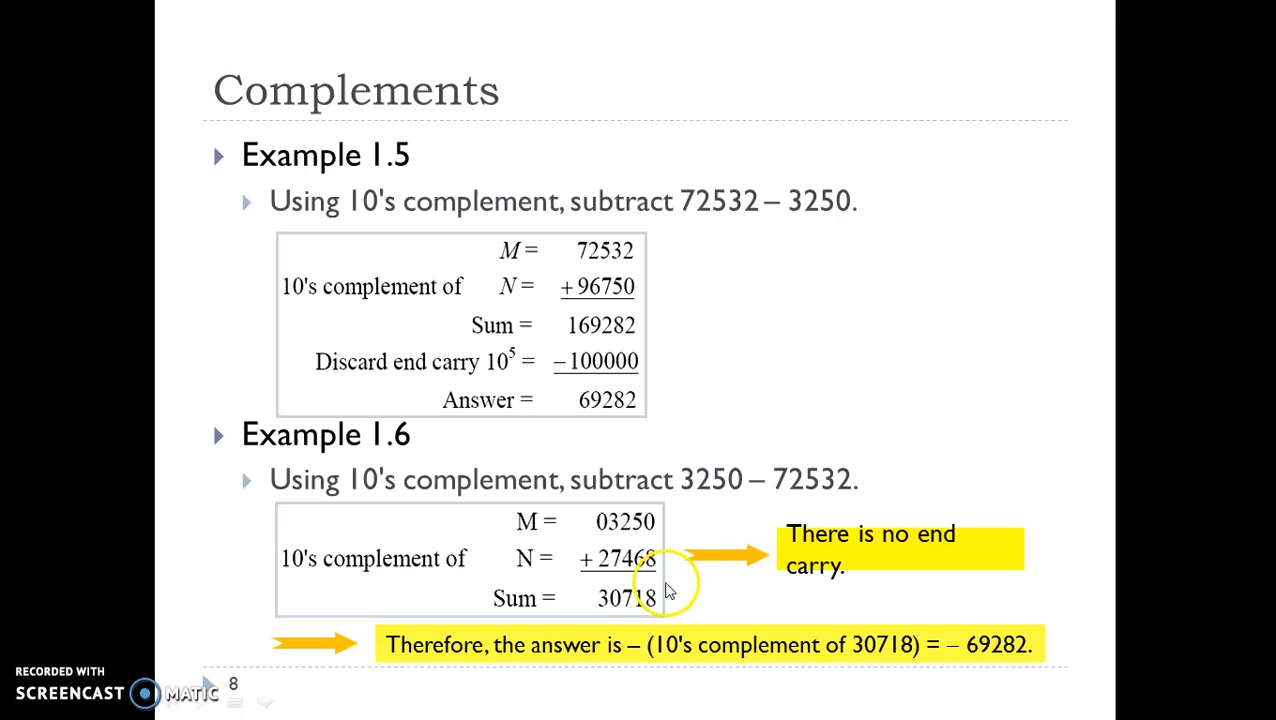 Complements
Example 1.5
Using 10's complement, subtract 72532 – 3250.
M = 72532
10's complement of N = + 96750
Sum = 169282
Discard end carry 10⁵ = – 100000
Answer = 69282
Example 1.6
Using 10's complement, subtract 3250 – 72532.
M = 03250
10's complement of N = + 27468
Sum = 30718
There is no end
carry.
Therefore, the answer is – (10's complement of 30718) = – 69282.
RECORDED WITH
SCREENCAST MATIC
8